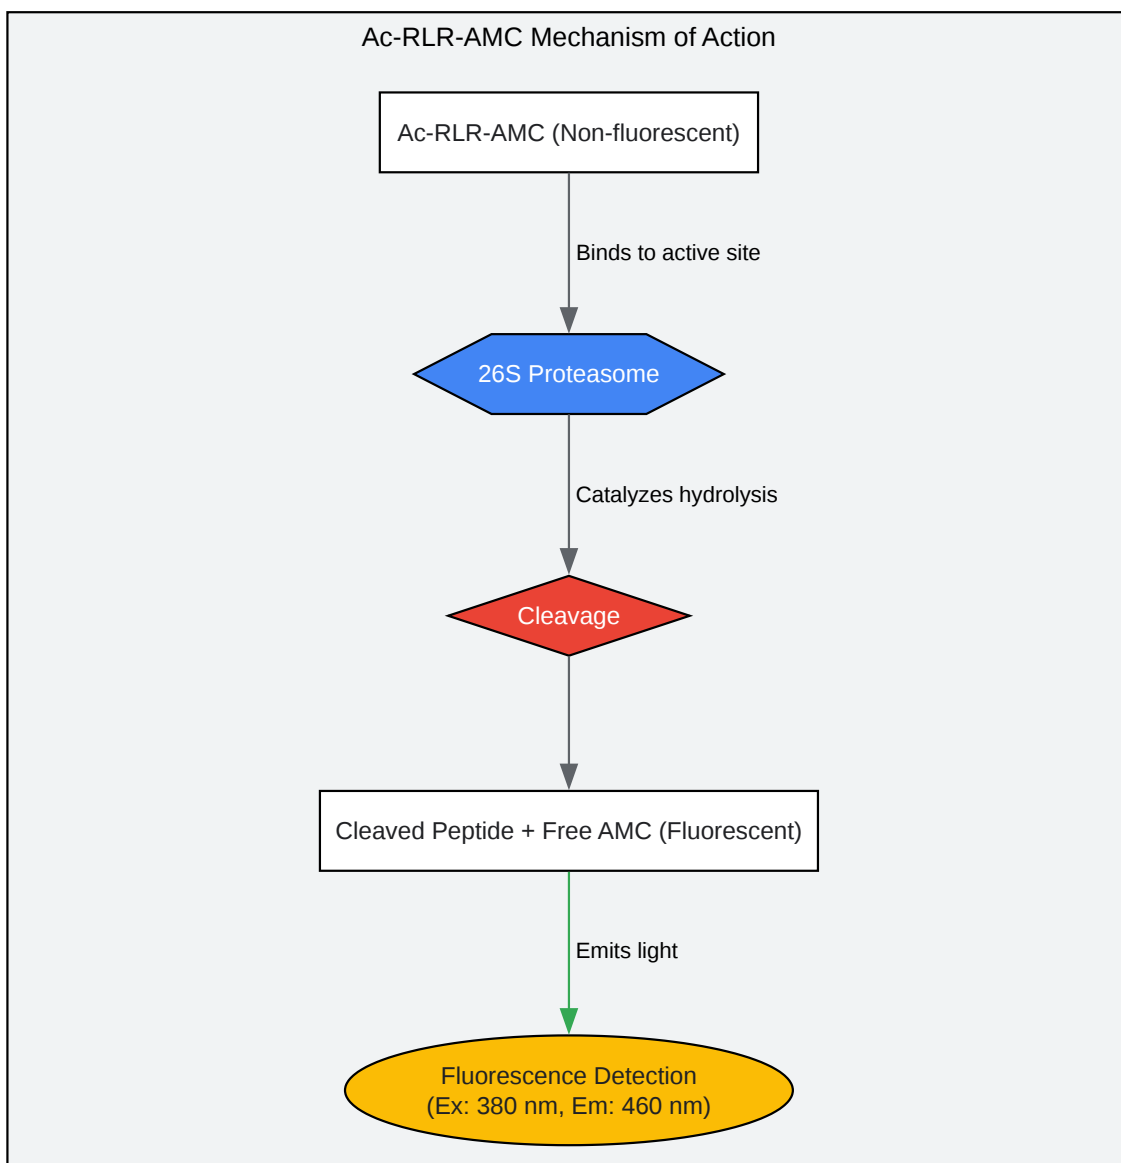 Ac-RLR-AMC Mechanism of Action
Ac-RLR-AMC (Non-fluorescent)
Binds to active site
26S Proteasome
Catalyzes hydrolysis
Cleavage
Cleaved Peptide + Free AMC (Fluorescent)
Emits light
Fluorescence Detection
(Ex: 380 nm, Em: 460 nm)